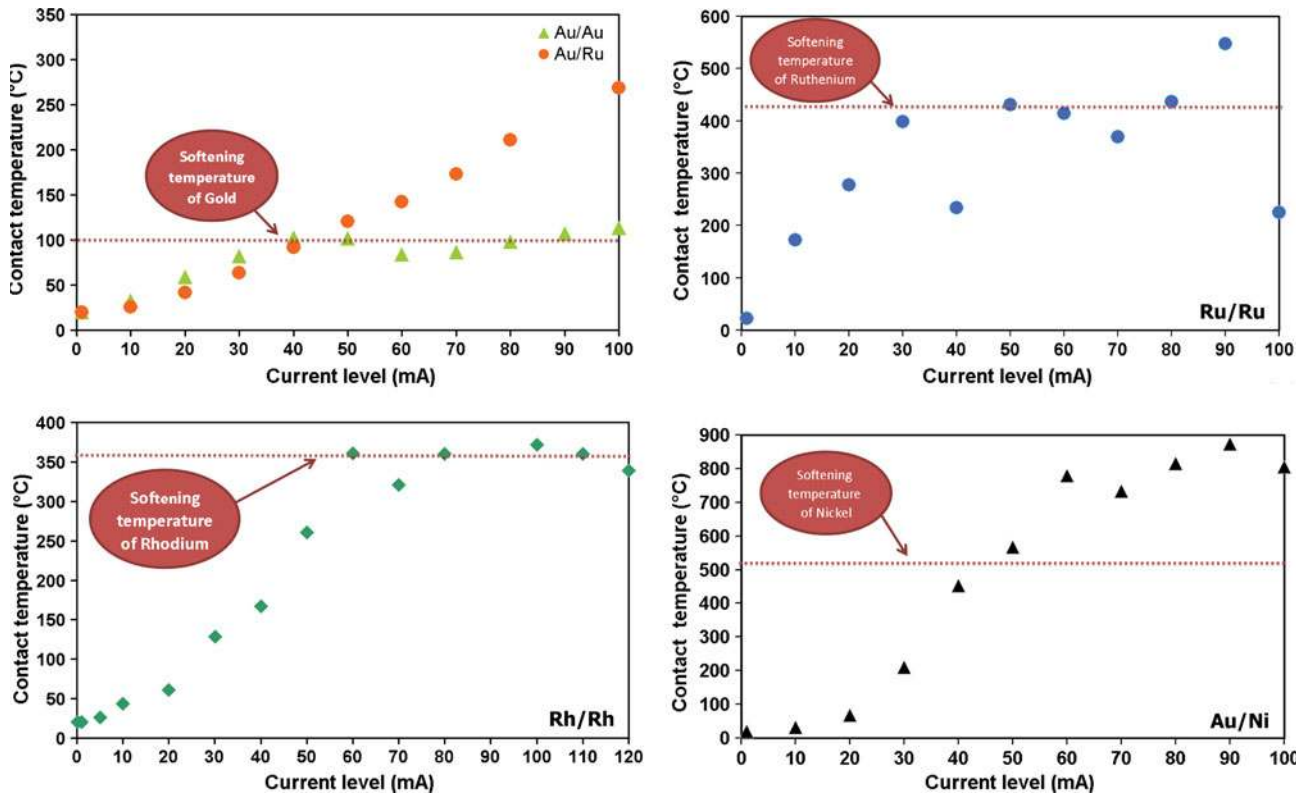 350
300
250
200
150
100
50
0
Contact temperature (°C)
Au/Au
Au/Ru
Softening
temperature
of Gold
0 10 20 30 40 50 60 70 80 90 100
Current level (mA)
600
500
400
300
200
100
0
Contact temperature (°C)
Softening
temperature
of Ruthenium
Ru/Ru
0 10 20 30 40 50 60 70 80 90 100
Current level (mA)
400
350
300
250
200
150
100
50
0
Contact temperature (°C)
Softening
temperature
of Rhodium
Rh/Rh
0 10 20 30 40 50 60 70 80 90 100 110 120
Current level (mA)
900
800
700
600
500
400
300
200
100
0
Contact temperature (°C)
Softening
temperature
of Nickel
Au/Ni
0 10 20 30 40 50 60 70 80 90 100
Current level (mA)